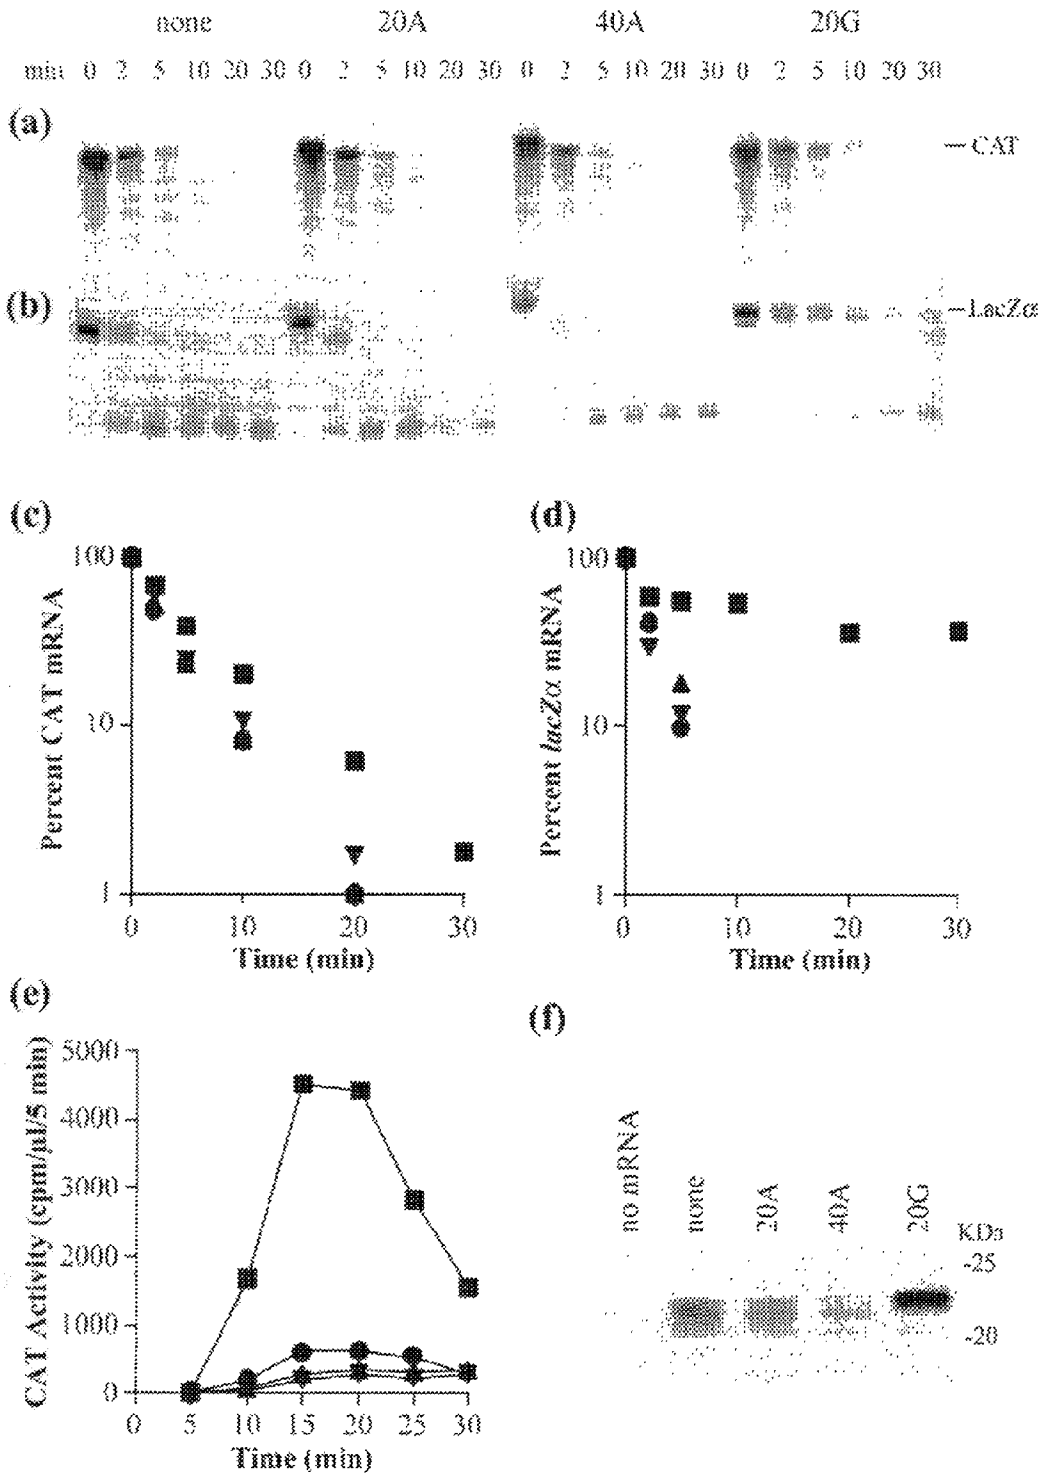 none 20A 40A 20G
min 0 2 5 10 20 30 0 2 5 10 20 30 0 2 5 10 20 30 0 2 5 10 20 30
(a)
CAT
(b)
LacZα
(c)
Percent CAT mRNA
100
10
1
0 10 20 30
Time (min)
(d)
Percent lacZα mRNA
100
10
1
0 10 20 30
Time (min)
(e)
CAT Activity (cpm/µl/5 min)
5000
4000
3000
2000
1000
0
0 5 10 15 20 25 30
Time (min)
(f)
no mRNA none 20A 40A 20G
KDa
-25
-20